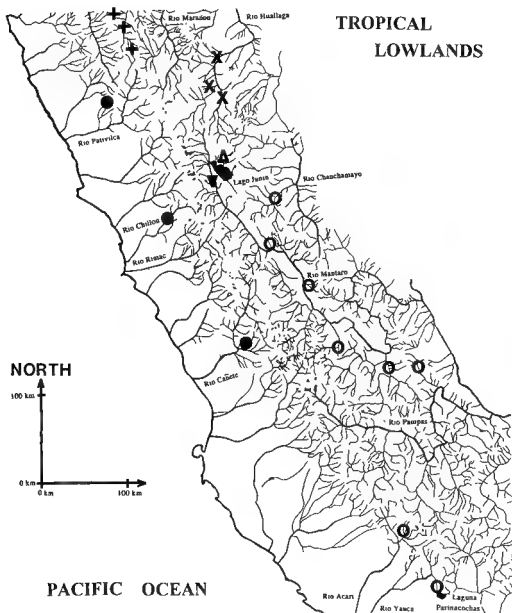 Rio Marañon
Rio Huallaga
TROPICAL
LOWLANDS
Rio Pativilca
Lago Junin
Rio Chanchamayo
Rio Chillon
Rio Rimac
Rio Mantaro
Rio Cañete
NORTH
100 km
0 km
0 km
100 km
Rio Pampas
PACIFIC OCEAN
Rio Acari
Rio Yauca
Laguna
Parinacochas